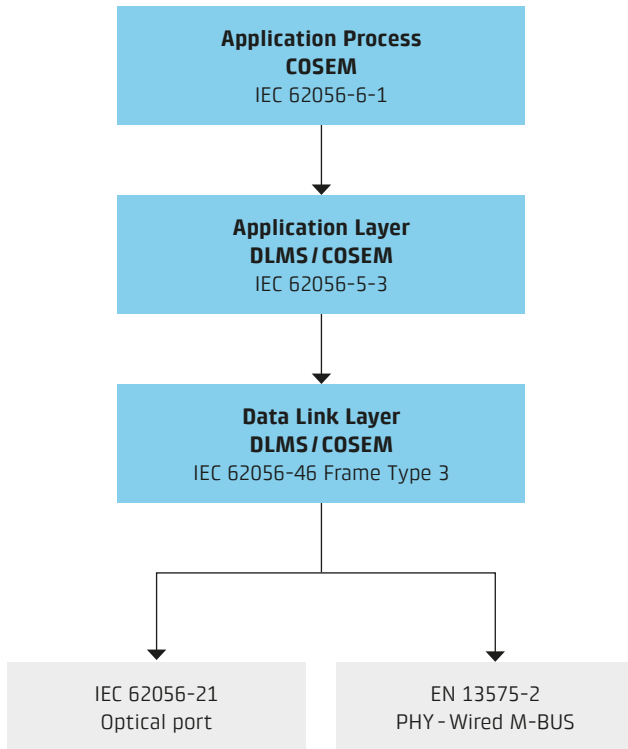 Application Process
COSEM
IEC 62056-6-1
Application Layer
DLMS/COSEM
IEC 62056-5-3
Data Link Layer
DLMS/COSEM
IEC 62056-46 Frame Type 3
IEC 62056-21
Optical port
EN 13575-2
PHY-Wired M-BUS